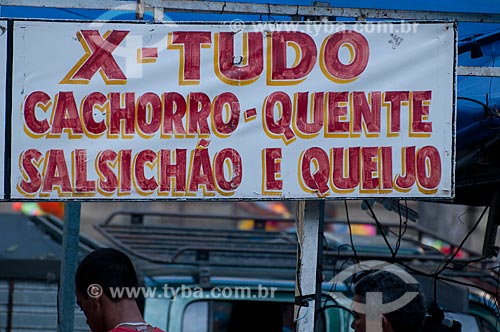 © www.tyba.com.br
X-TUDO
CACHORRO-QUENTE
SALSICHÃO E QUEIJO
© www.tyba.com.br